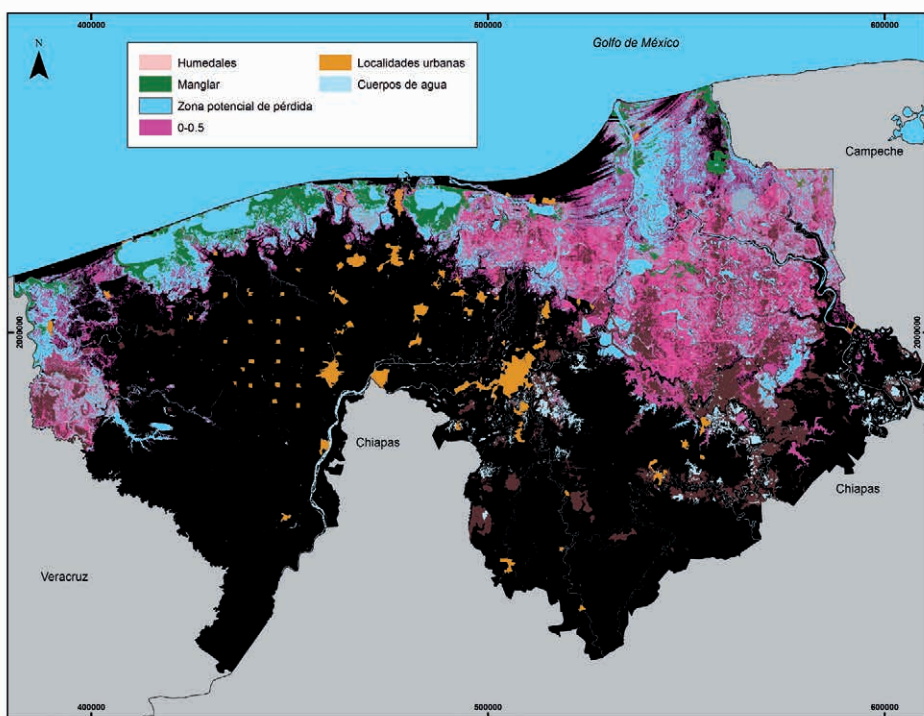 400000
500000
600000
N
Golfo de México
Humedales
Manglar
Zona potencial de pérdida
0-0.5
Localidades urbanas
Cuerpos de agua
Campeche
2000000
2000000
Chiapas
Chiapas
Veracruz
400000
500000
600000